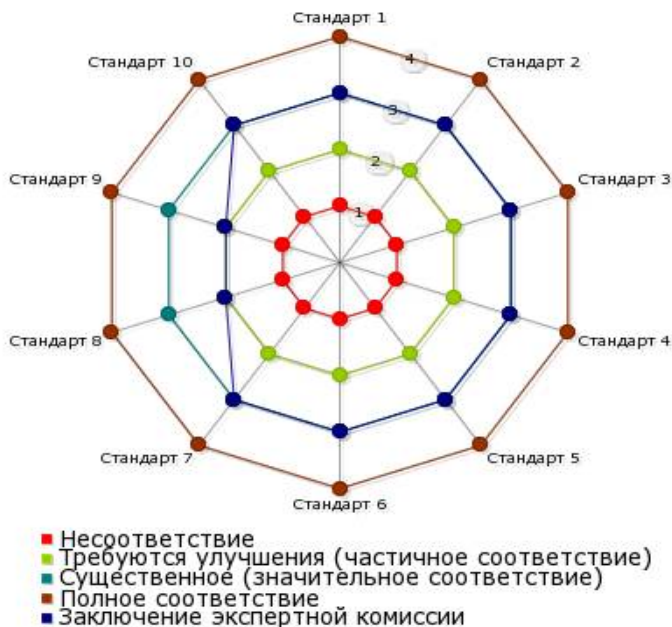 Стандарт 1
Стандарт 10
Стандарт 2
4
3
2
Стандарт 9
Стандарт 3
1
Стандарт 8
Стандарт 4
Стандарт 7
Стандарт 5
Стандарт 6
Несоответствие
Требуются улучшения (частичное соответствие)
Существенное (значительное соответствие)
Полное соответствие
Заключение экспертной комиссии